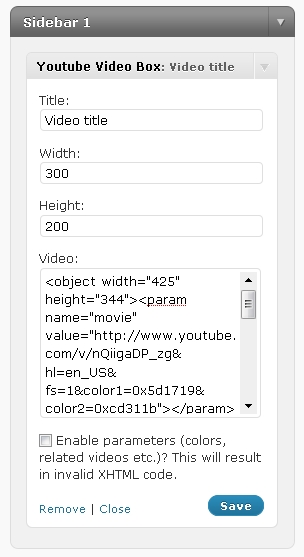 Sidebar 1
Youtube Video Box: Video title
Title:
Video title
Width:
300
Height:
200
Video:
<object width="425"
height="344"><param
name="movie"
value="http://www.youtube.
com/v/nQiigaDP_zg&
hl=en_US&
fs=1&color1=0x5d1719&
color2=0xcd311b"></param>
Enable parameters (colors,
related videos etc.)? This will result
in invalid XHTML code.
Remove | Close
Save